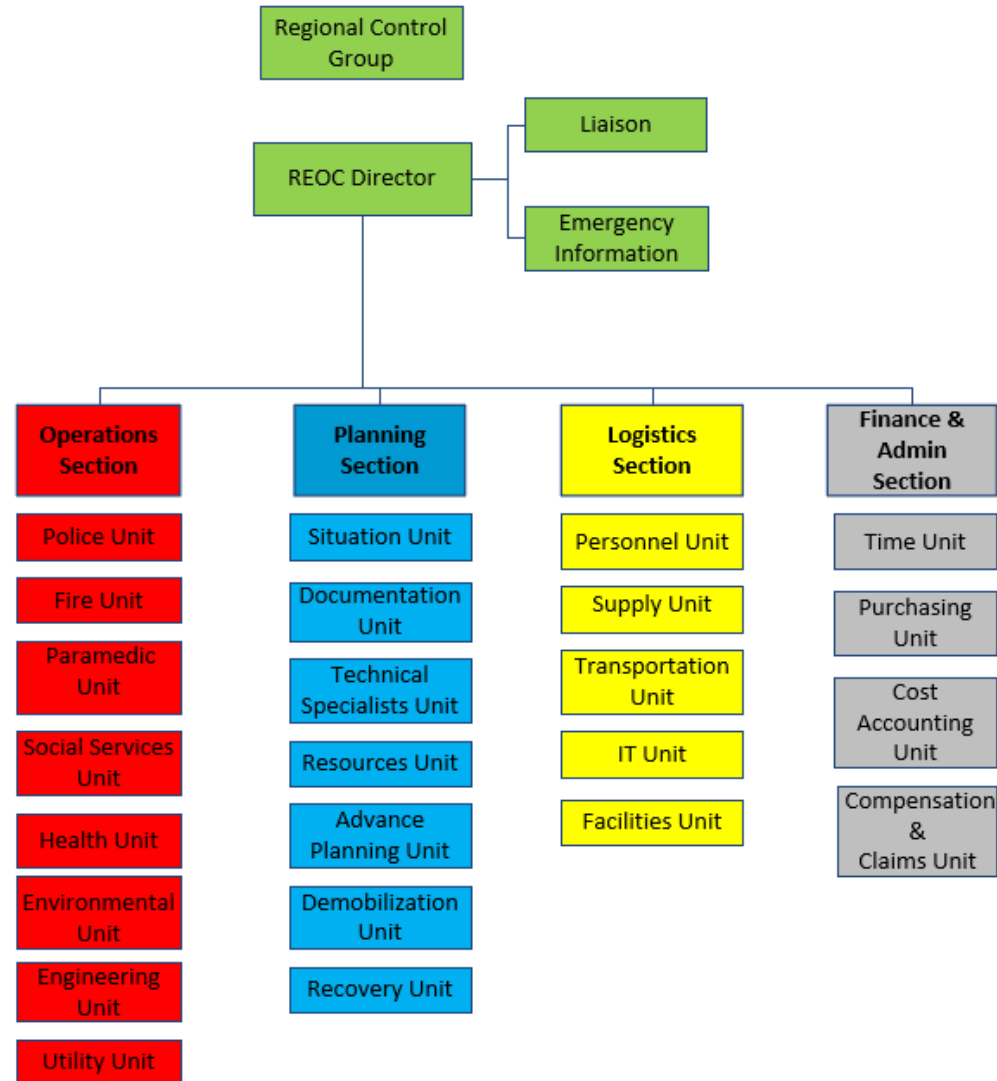 Regional Control
Group
Liaison
REOC Director
Emergency
Information
Operations
Section
Police Unit
Fire Unit
Paramedic
Unit
Social Services
Unit
Health Unit
Environmental
Unit
Engineering
Unit
Utility Unit
Planning
Section
Situation Unit
Documentation
Unit
Technical
Specialists Unit
Resources Unit
Advance
Planning Unit
Demobilization
Unit
Recovery Unit
Logistics
Section
Personnel Unit
Supply Unit
Transportation
Unit
IT Unit
Facilities Unit
Finance &
Admin
Section
Time Unit
Purchasing
Unit
Cost
Accounting
Unit
Compensation
&
Claims Unit